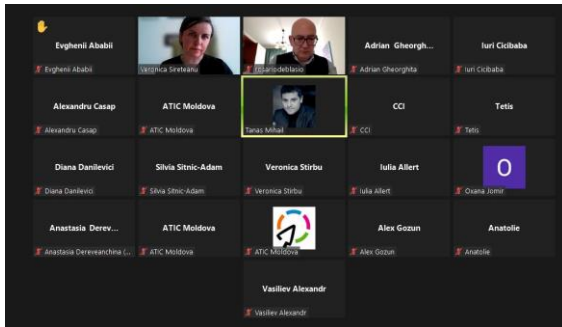 Evghenii Ababii
Adrian Gheorgh...
Iuri Cicibaba
Evghenii Ababii
Veronica Sireteanu
rosariodeblasio
Adrian Gheorghita
Iuri Cicibaba
Alexandru Casap
ATIC Moldova
CCI
Tetis
Alexandru Casap
ATIC Moldova
Tanas Mihail
CCI
Tetis
Diana Danilevici
Silvia Sitnic-Adam
Veronica Stirbu
Iulia Allert
O
Diana Danilevici
Silvia Sitnic-Adam
Veronica Stirbu
Iulia Allert
Oxana Jomir
Anastasia Derev...
ATIC Moldova
Alex Gozun
Anatolie
Anastasia Dereveanchina (...
ATIC Moldova
ATIC Moldova
Alex Gozun
Anatolie
Vasiliev Alexandr
Vasiliev Alexandr